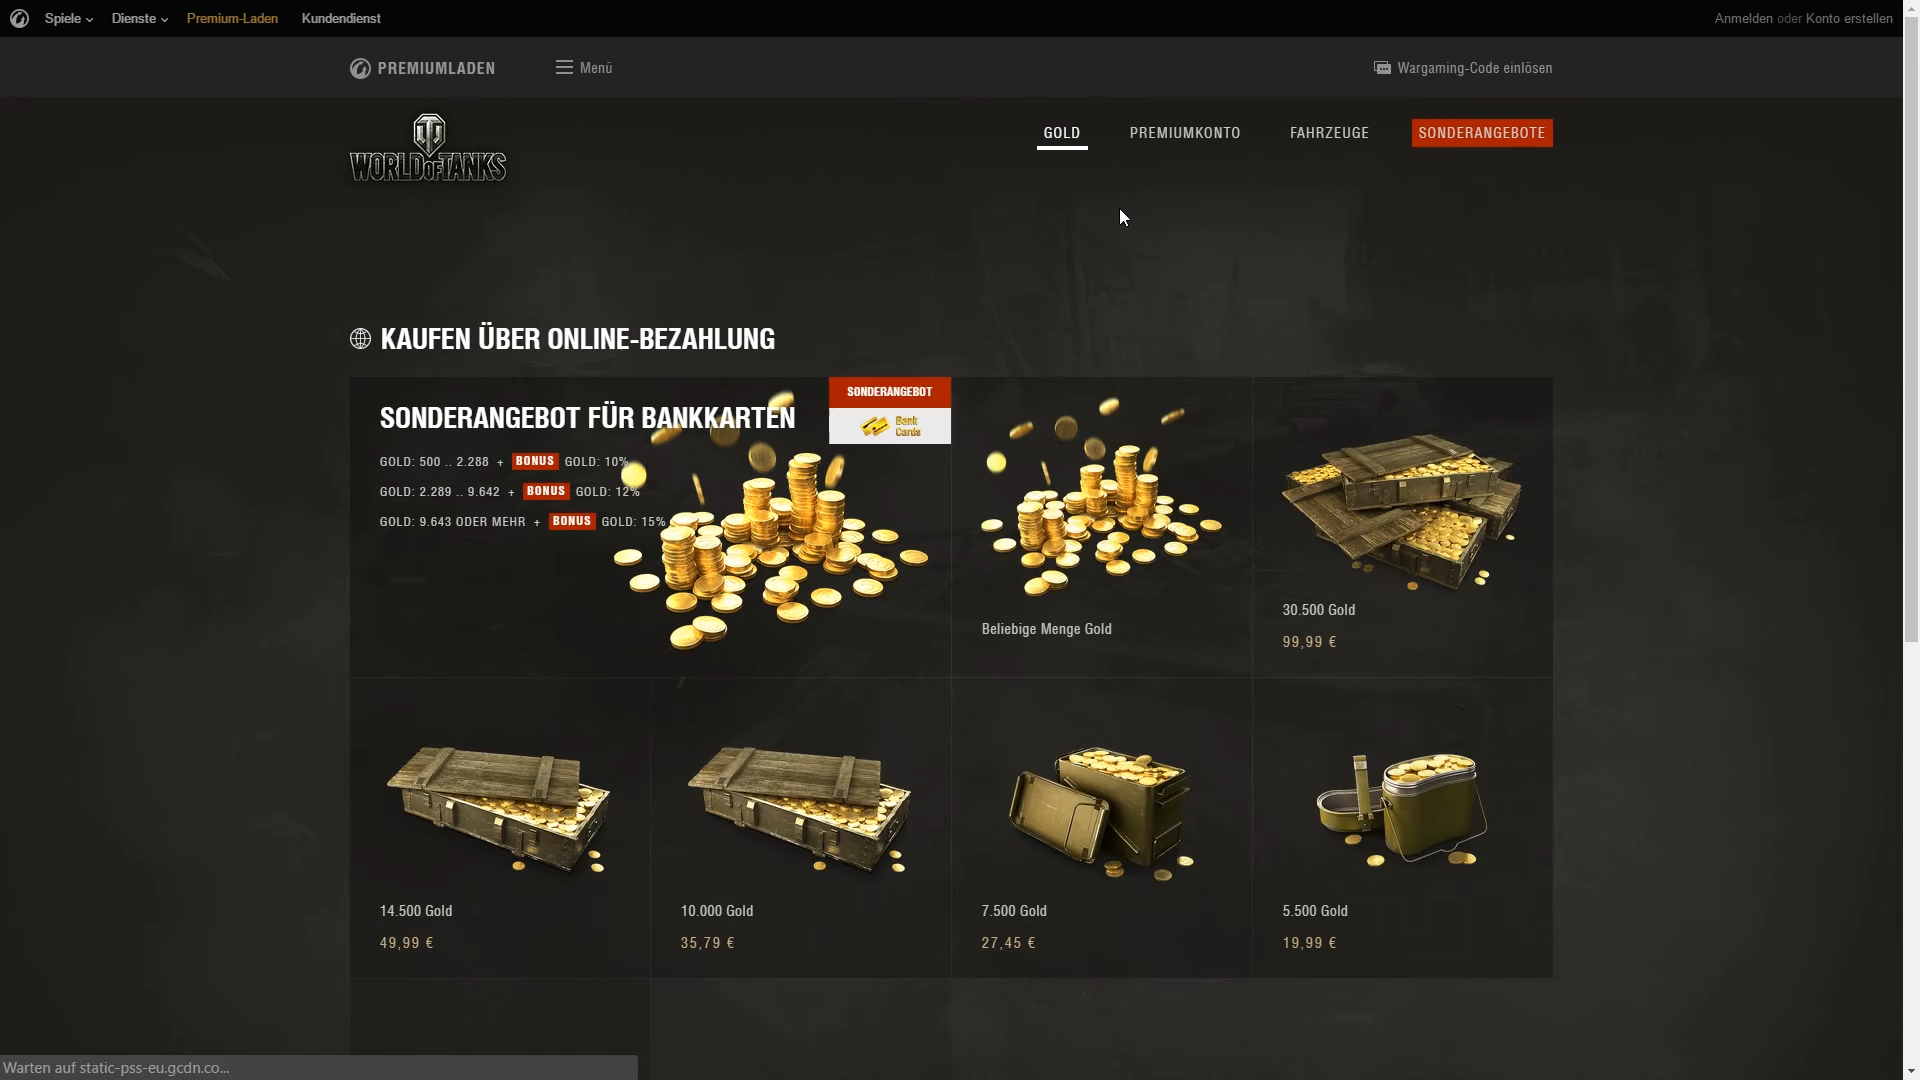 Spiele Dienste Premium-Laden Kundendienst Anmelden oder Konto erstellen
PREMIUMLADEN Menü Wargaming-Code einlösen
GOLD PREMIUMKONTO FAHRZEUGE SONDERANGEBOTE
WORLD OF TANKS
KAUFEN ÜBER ONLINE-BEZAHLUNG
SONDERANGEBOT FÜR BANKKARTEN
GOLD: 500 .. 2.288 + BONUS GOLD: 10%
GOLD: 2.289 .. 9.642 + BONUS GOLD: 12%
GOLD: 9.643 ODER MEHR + BONUS GOLD: 15%
SONDERANGEBOT
Bank
Cards
Beliebige Menge Gold
30.500 Gold
99,99 €
14.500 Gold
49,99 €
10.000 Gold
35,79 €
7.500 Gold
27,45 €
5.500 Gold
19,99 €
Warten auf static-pss-eu.gcdn.co...